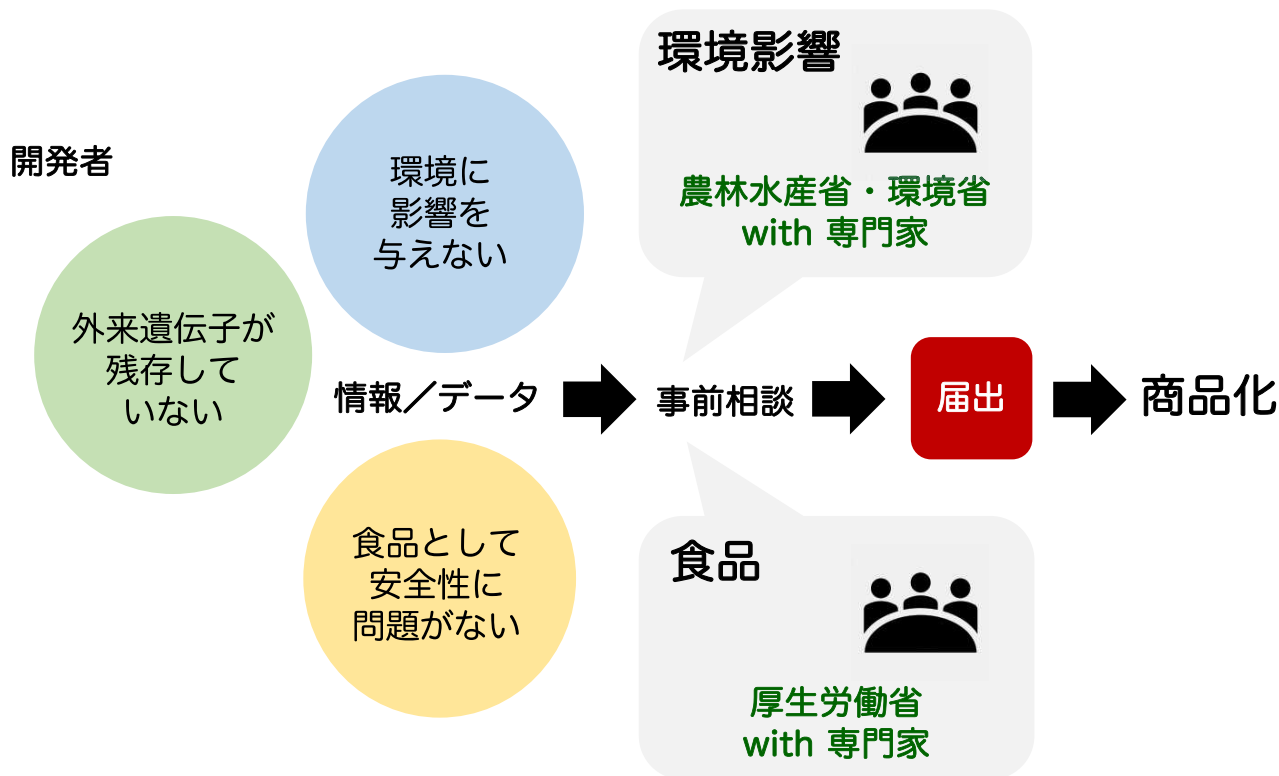 開発者
外来遺伝子が
残存して
いない
環境に
影響を
与えない
情報／データ
食品として
安全性に
問題がない
環境影響
農林水産省・環境省
with 専門家
事前相談
食品
厚生労働省
with 専門家
届出
商品化